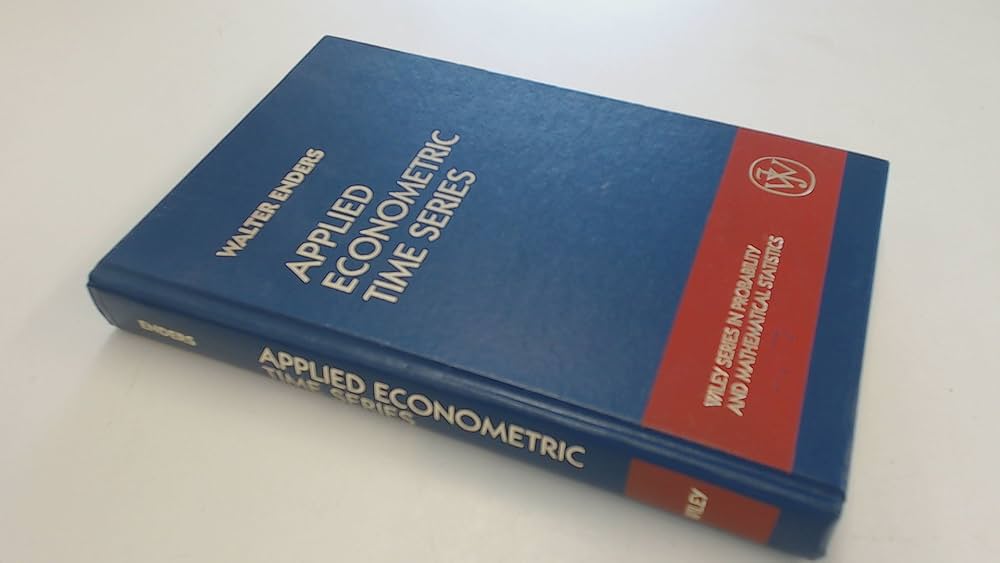 WALTER ENDERS
APPLIED
ECONOMETRIC
TIME SERIES
JW
WILEY SERIES IN PROBABILITY
AND MATHEMATICAL STATISTICS
ENDERS
APPLIED ECONOMETRIC
TIME SERIES
WILEY